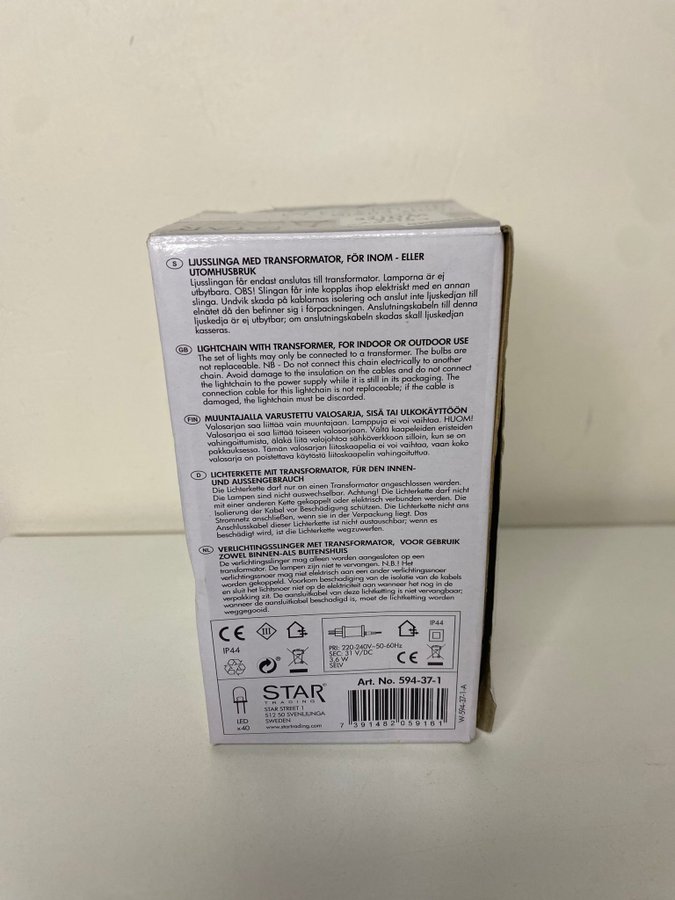 STAR
S LJUSSLINGA MED TRANSFORMATOR, FÖR INOM - ELLER
UTOMHUSBRUK
Ljusslingan får endast anslutas till transformator. Lamporna är ej
utbytbara. OBS! Slingan får inte kopplas ihop elektriskt med en annan
slinga. Undvik skada på kablarnas isolering och anslut inte ljuskedjan till
elnätet då den befinner sig i förpackningen. Anslutningskabeln till denna
ljuskedja är ej utbytbar; om anslutningskabeln skadas skall ljuskedjan
kasseras.
GB LIGHTCHAIN WITH TRANSFORMER, FOR INDOOR OR OUTDOOR USE
The set of lights may only be connected to a transformer. The bulbs are
not replaceable. NB - Do not connect this chain electrically to another
chain. Avoid damage to the insulation on the cables and do not connect
the lightchain to the power supply while it is still in its packaging. The
connection cable for this lightchain is not replaceable; if the cable is
damaged, the lightchain must be discarded.
FIN MUUNTAJALLA VARUSTETTU VALOSARJA, SISÄ TAI ULKOKÄYTTÖÖN
Valosarjan saa liittää vain muuntajaan. Lamppuja ei voi vaihtaa. HUOM!
Valosarjaa ei saa liittää toiseen valosarjaan. Vältä kaapeleiden eristeiden
vahingoittumista, äläkä liitä valojohtoa sähköverkkoon silloin, kun se on
pakkauksessa. Tämän valosarjan liitoskaapelia ei voi vaihtaa, vaan koko
valosarja on poistettava käytöstä liitoskaapelin vahingoituttua.
D LICHTERKETTE MIT TRANSFORMATOR, FÜR DEN INNEN-
UND AUSSENGEBRAUCH
Die Lichterkette darf nur an einen Transformator angeschlossen werden.
Die Lampen sind nicht auswechselbar. Achtung! Die Lichterkette darf nicht
mit einer anderen Kette gekoppelt oder elektrisch verbunden werden. Die
Isolierung der Kabel vor Beschädigung schützen. Die Lichterkette nicht ans
Stromnetz anschließen, wenn sie in der Verpackung liegt. Das
Anschlusskabel dieser Lichterkette ist nicht austauschbar; wenn es
beschädigt wird, ist die Lichterkette wegzuwerfen.
NL VERLICHTINGSSLINGER MET TRANSFORMATOR, VOOR GEBRUIK
ZOWEL BINNEN-ALS BUITENSHUIS
De verlichtingsslinger mag alleen worden aangesloten op een
transformator. De lampen zijn niet te vervangen. N.B.! Het
verlichtingssnoer mag niet elektrisch aan een ander verlichtingssnoer
worden gekoppeld. Voorkom beschadiging van de isolatie van de kabels
en sluit het lichtsnoer niet op de elektriciteit aan wanneer het nog in de
verpakking zit. De aansluitkabel van deze lichtketting is niet vervangbaar;
wanneer de aansluitkabel beschadigd is, moet de lichtketting worden
weggegooid.
CE III
IP44
IP44
PRI: 220-240V~50-60Hz
SEC. 31 V/DC
3,6 W
SELV
CE
LED
x40
STAR
TRADING
STAR STREET 1
512 50 SVENLJUNGA
SWEDEN
www.startrading.com
Art. No. 594-37-1
7 391482 059161
W-594-37-1-A